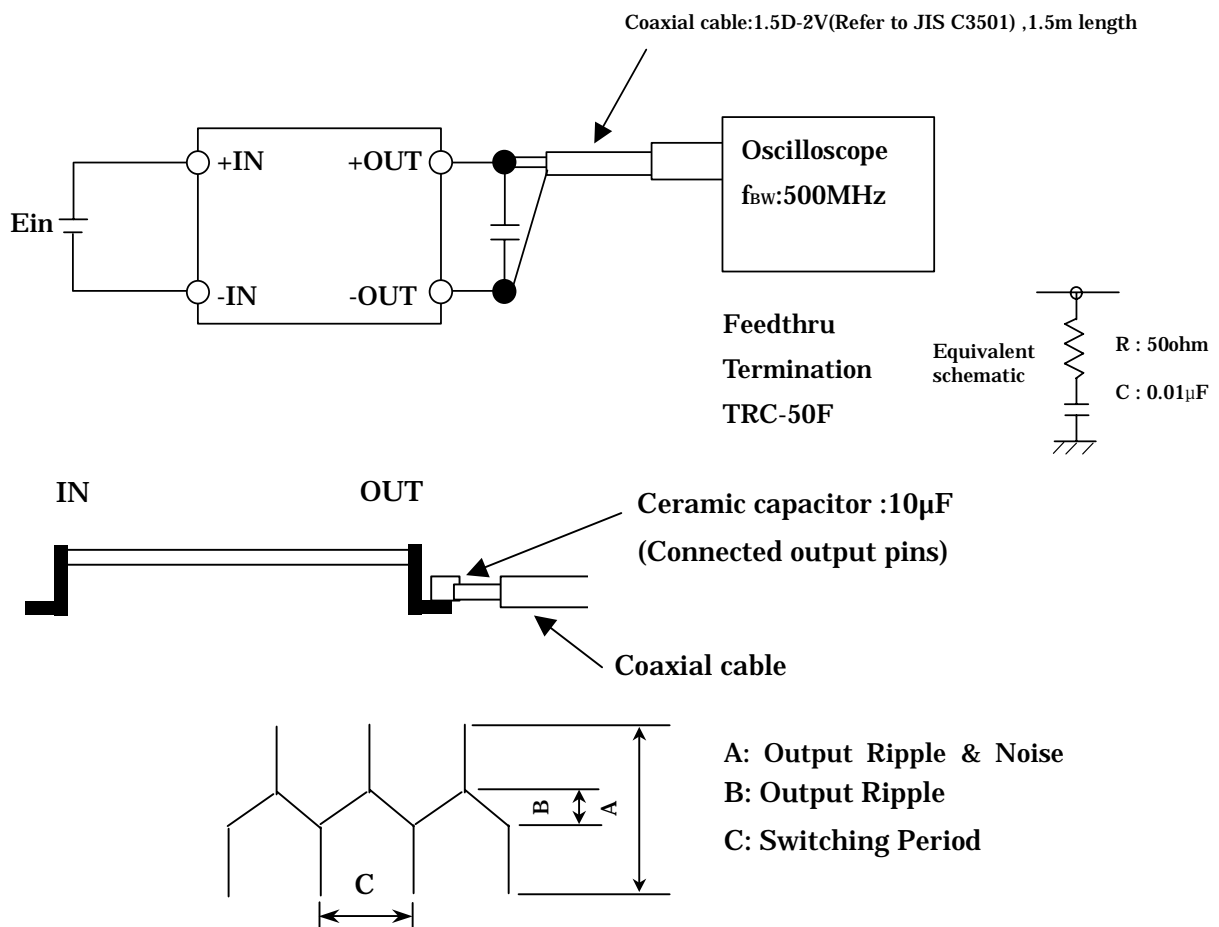 Coaxial cable:1.5D-2V(Refer to JIS C3501) ,1.5m length
+IN
+OUT
Oscilloscope
fBW:500MHz
Ein
-IN
-OUT
Feedthru
Termination
TRC-50F
Equivalent
schematic
R : 50ohm
C : 0.01µF
IN
OUT
Ceramic capacitor :10µF
(Connected output pins)
Coaxial cable
A: Output Ripple & Noise
B: Output Ripple
C: Switching Period
B
A
C